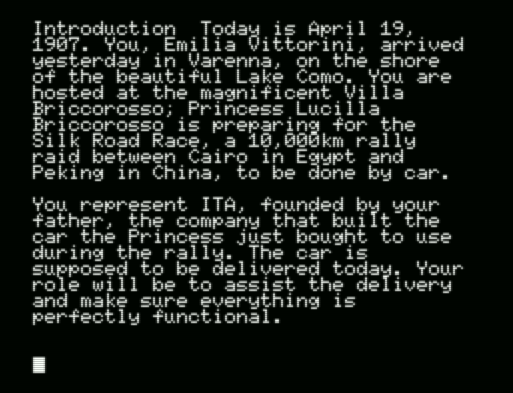 Introduction  Today is April 19,
1907. You, Emilia Vittorini, arrived
yesterday in Varenna, on the shore
of the beautiful Lake Como. You are
hosted at the magnificent Villa
Briccorosso; Princess Lucilla
Briccorosso is preparing for the
Silk Road Race, a 10,000km rally
raid between Cairo in Egypt and
Peking in China, to be done by car.
You represent ITA, founded by your
father, the company that built the
car the Princess just bought to use
during the rally. The car is
supposed to be delivered today. Your
role will be to assist the delivery
and make sure everything is
perfectly functional.